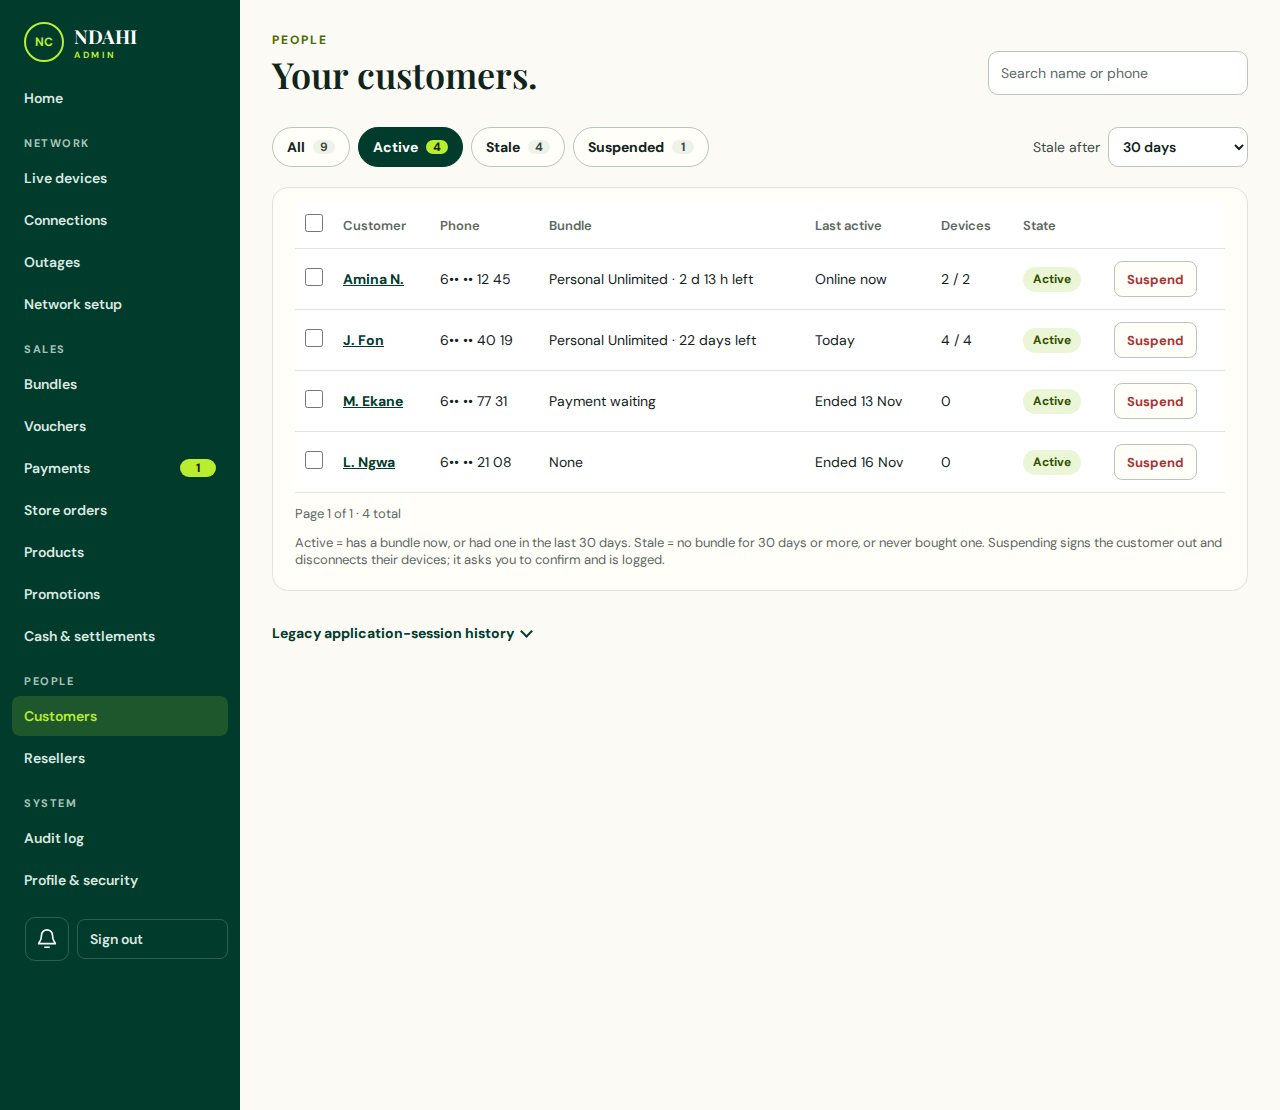 NC
NDAHI
ADMIN
Home
NETWORK
Live devices
Connections
Outages
Network setup
SALES
Bundles
Vouchers
Payments 1
Store orders
Products
Promotions
Cash & settlements
PEOPLE
Customers
Resellers
SYSTEM
Audit log
Profile & security
Sign out
PEOPLE
Your customers.
Search name or phone
All 9 Active 4 Stale 4 Suspended 1
Stale after 30 days
Customer Phone Bundle Last active Devices State
Amina N. 6•• •• 12 45 Personal Unlimited · 2 d 13 h left Online now 2 / 2 Active Suspend
J. Fon 6•• •• 40 19 Personal Unlimited · 22 days left Today 4 / 4 Active Suspend
M. Ekane 6•• •• 77 31 Payment waiting Ended 13 Nov 0 Active Suspend
L. Ngwa 6•• •• 21 08 None Ended 16 Nov 0 Active Suspend
Page 1 of 1 · 4 total
Active = has a bundle now, or had one in the last 30 days. Stale = no bundle for 30 days or more, or never bought one. Suspending signs the customer out and
disconnects their devices; it asks you to confirm and is logged.
Legacy application-session history